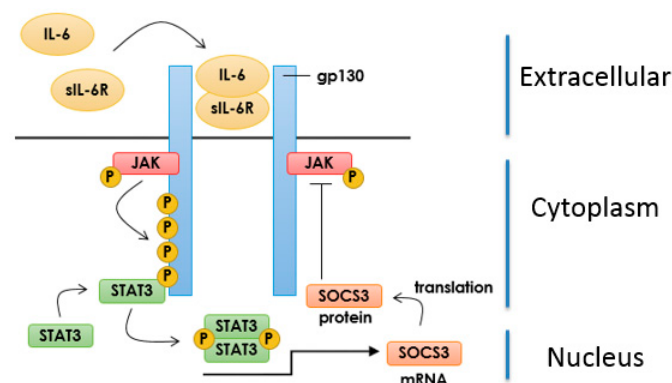 IL-6
sIL-6R
IL-6
sIL-6R
gp130
Extracellular
JAK
P
JAK
P
P
P
P
P
Cytoplasm
STAT3
SOCS3
protein
translation
STAT3
P
STAT3
STAT3
P
SOCS3
mRNA
Nucleus